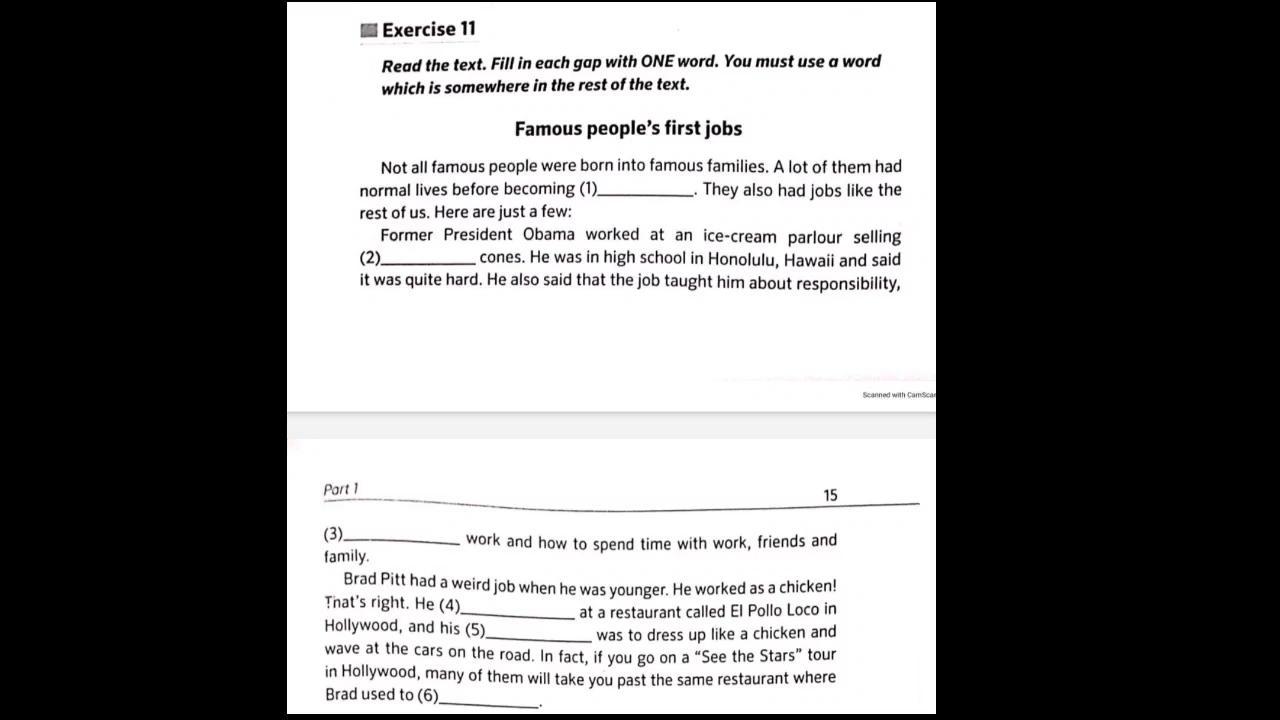 Exercise 11
Read the text. Fill in each gap with ONE word. You must use a word
which is somewhere in the rest of the text.
Famous people's first jobs
Not all famous people were born into famous families. A lot of them had
normal lives before becoming (1)__________. They also had jobs like the
rest of us. Here are just a few:
Former President Obama worked at an ice-cream parlour selling
(2)__________ cones. He was in high school in Honolulu, Hawaii and said
it was quite hard. He also said that the job taught him about responsibility,
Scanned with CamScan
Part 1
15
(3)__________ work and how to spend time with work, friends and
family.
Brad Pitt had a weird job when he was younger. He worked as a chicken!
That's right. He (4)__________ at a restaurant called El Pollo Loco in
Hollywood, and his (5)__________ was to dress up like a chicken and
wave at the cars on the road. In fact, if you go on a "See the Stars" tour
in Hollywood, many of them will take you past the same restaurant where
Brad used to (6)__________.